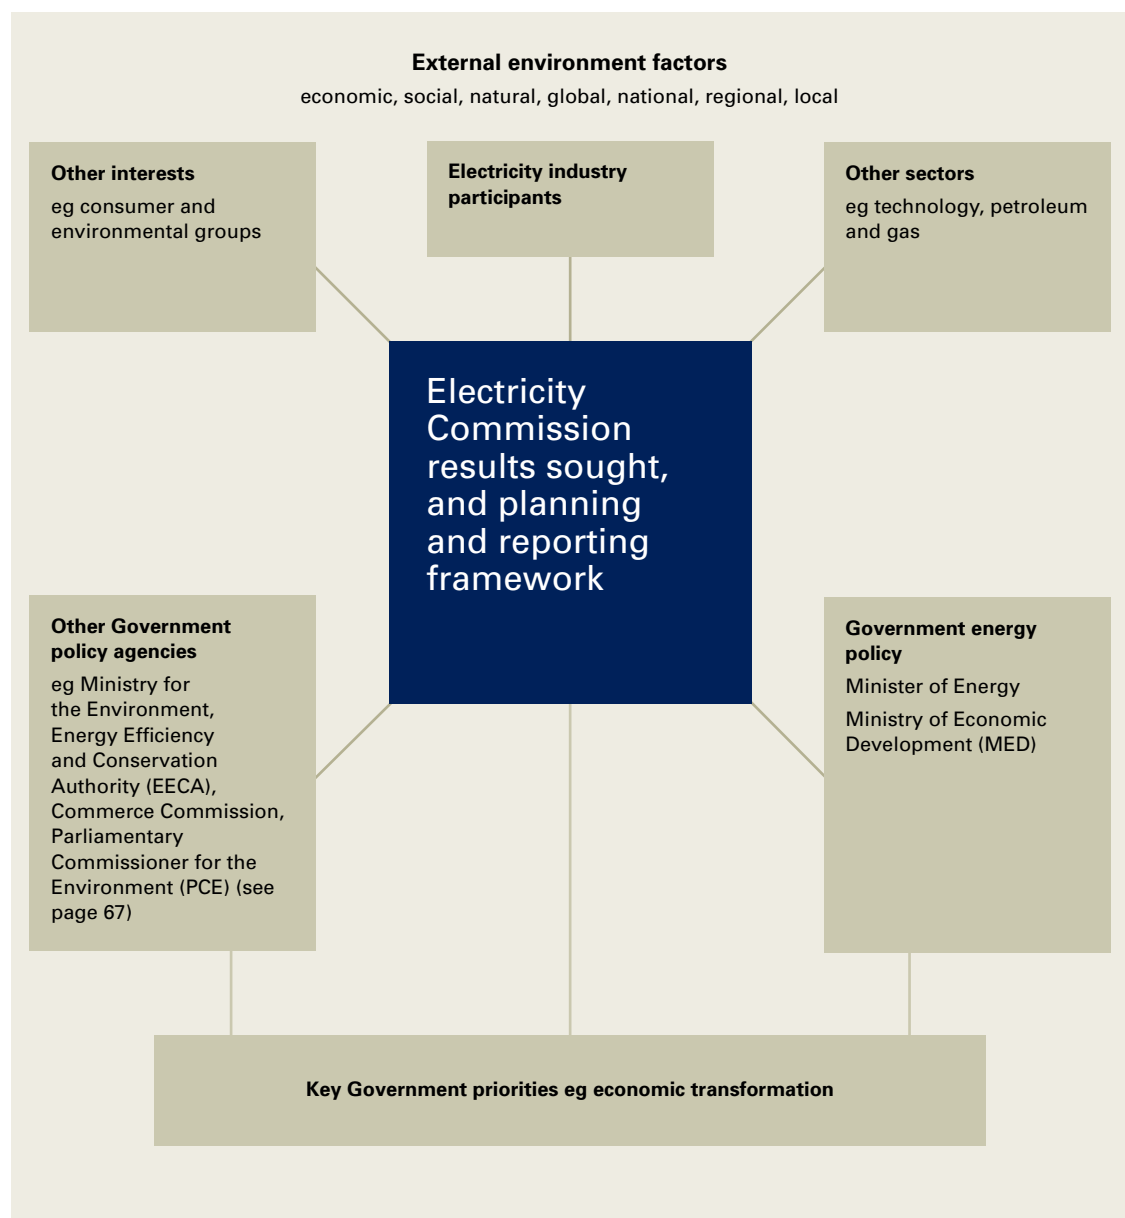 External environment factors
economic, social, natural, global, national, regional, local
Other interests
eg consumer and
environmental groups
Electricity industry
participants
Other sectors
eg technology, petroleum
and gas
Electricity
Commission
results sought,
and planning
and reporting
framework
Other Government
policy agencies
eg Ministry for
the Environment,
Energy Efficiency
and Conservation
Authority (EECA),
Commerce Commission,
Parliamentary
Commissioner for the
Environment (PCE) (see
page 67)
Government energy
policy
Minister of Energy
Ministry of Economic
Development (MED)
Key Government priorities eg economic transformation